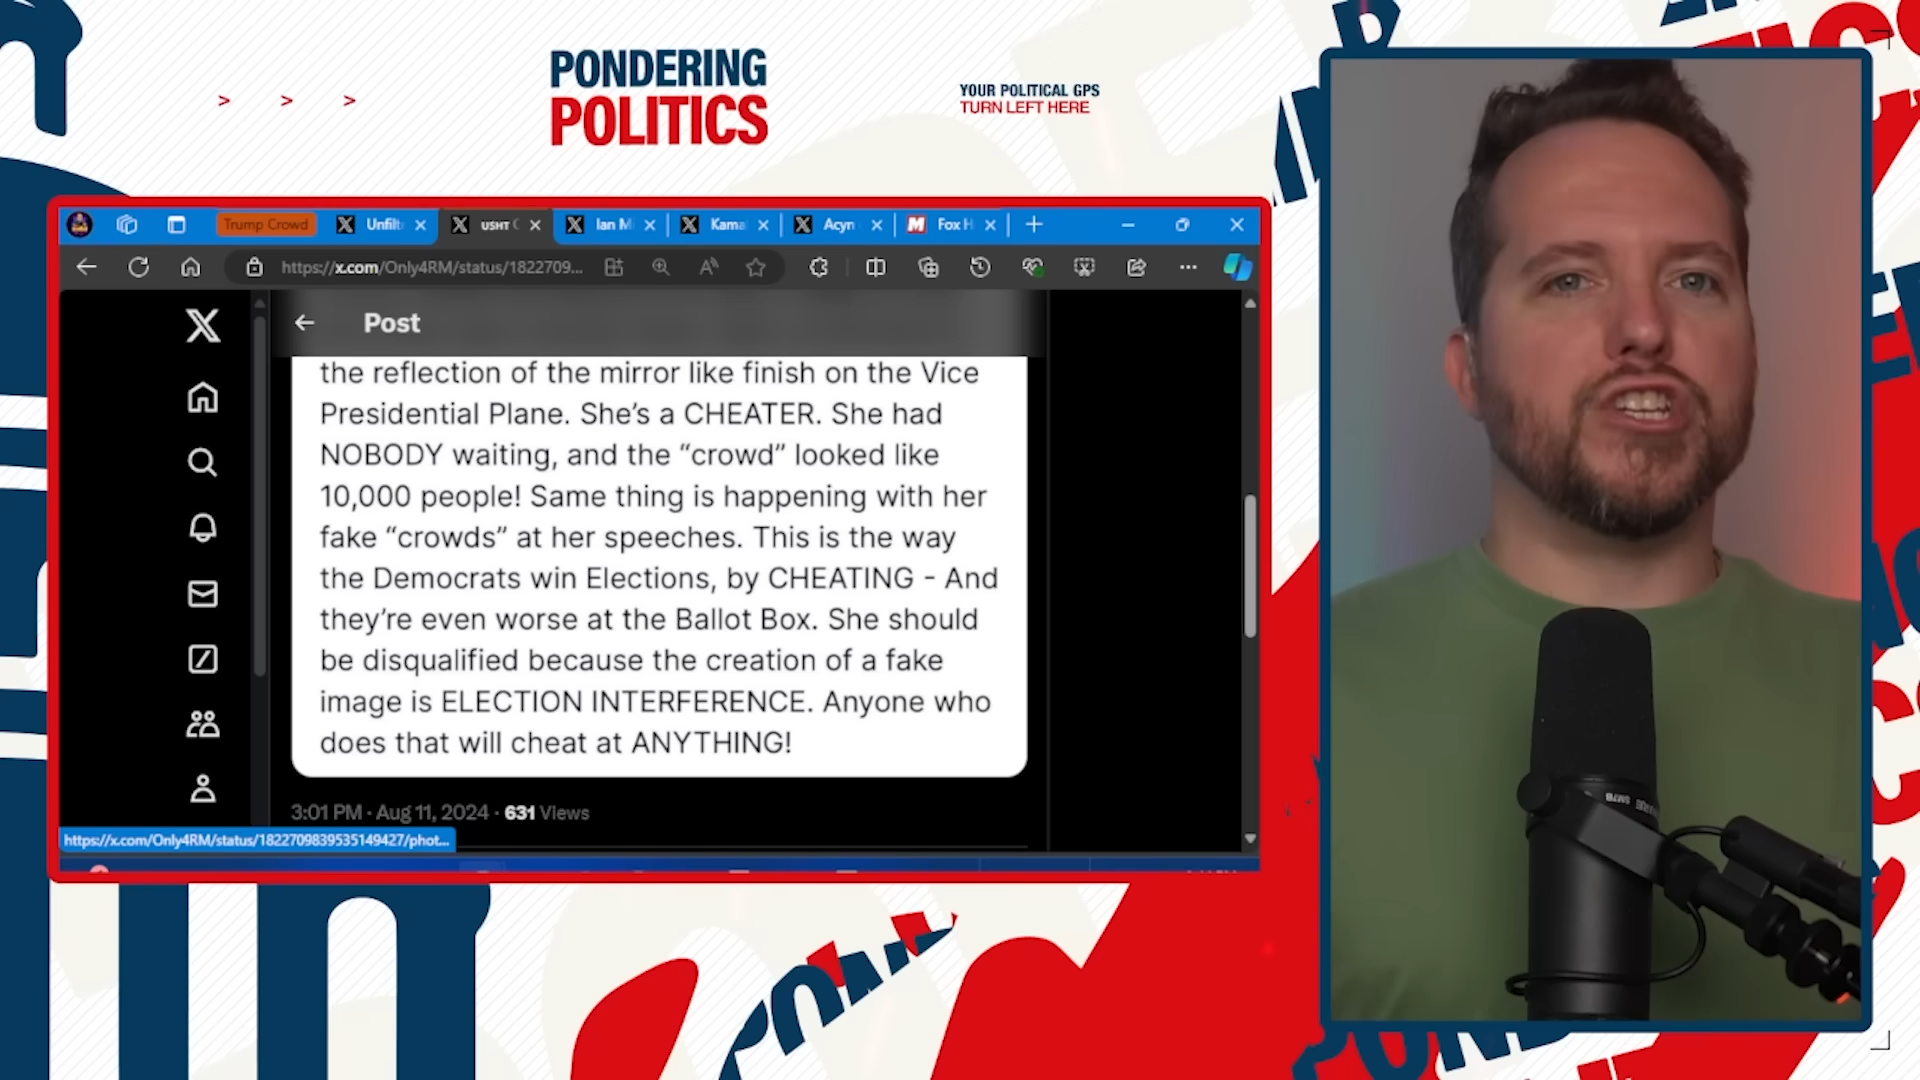 PONDERING
POLITICS
YOUR POLITICAL GPS
TURN LEFT HERE
> > >
Trump Crowd
Unfilt
USHT
Ian M
Kama
Acyn
Fox H
https://x.com/Only4RM/status/1822709...
Post
the reflection of the mirror like finish on the Vice
Presidential Plane. She’s a CHEATER. She had
NOBODY waiting, and the “crowd” looked like
10,000 people! Same thing is happening with her
fake “crowds” at her speeches. This is the way
the Democrats win Elections, by CHEATING - And
they’re even worse at the Ballot Box. She should
be disqualified because the creation of a fake
image is ELECTION INTERFERENCE. Anyone who
does that will cheat at ANYTHING!
3:01 PM · Aug 11, 2024 · 631 Views
https://x.com/Only4RM/status/1822709839535149427/phot...